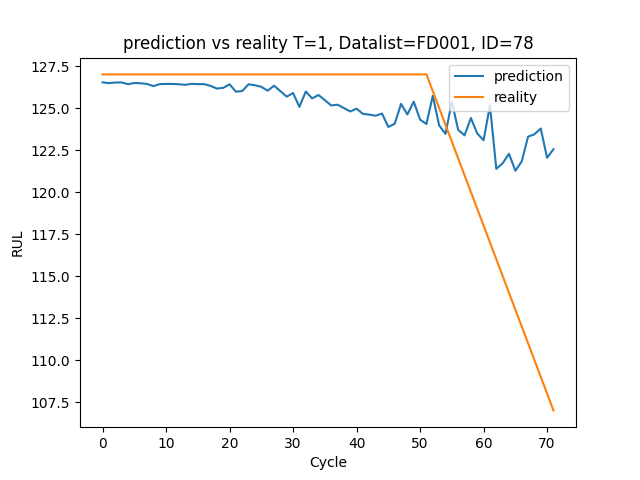 prediction vs reality T=1, Datalist=FD001, ID=78
127.5
125.0
122.5
120.0
117.5
115.0
112.5
110.0
107.5
RUL
prediction
reality
0 10 20 30 40 50 60 70
Cycle